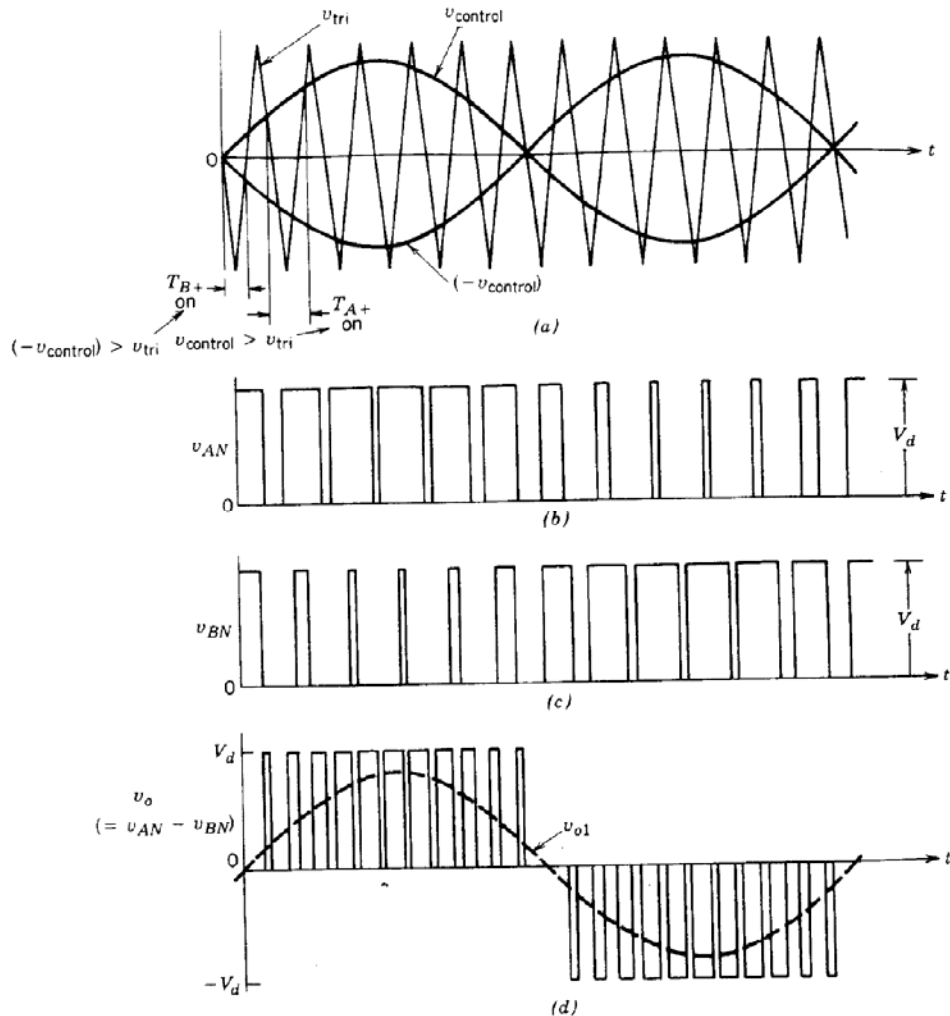 v_tri
v_control
0
t
(−v_control)
T_B+
on
T_A+
on
(−v_control) > v_tri
v_control > v_tri
(a)
v_AN
V_d
0
t
(b)
v_BN
V_d
0
t
(c)
V_d
v_o
(= v_AN − v_BN)
v_o1
0
t
−V_d
(d)